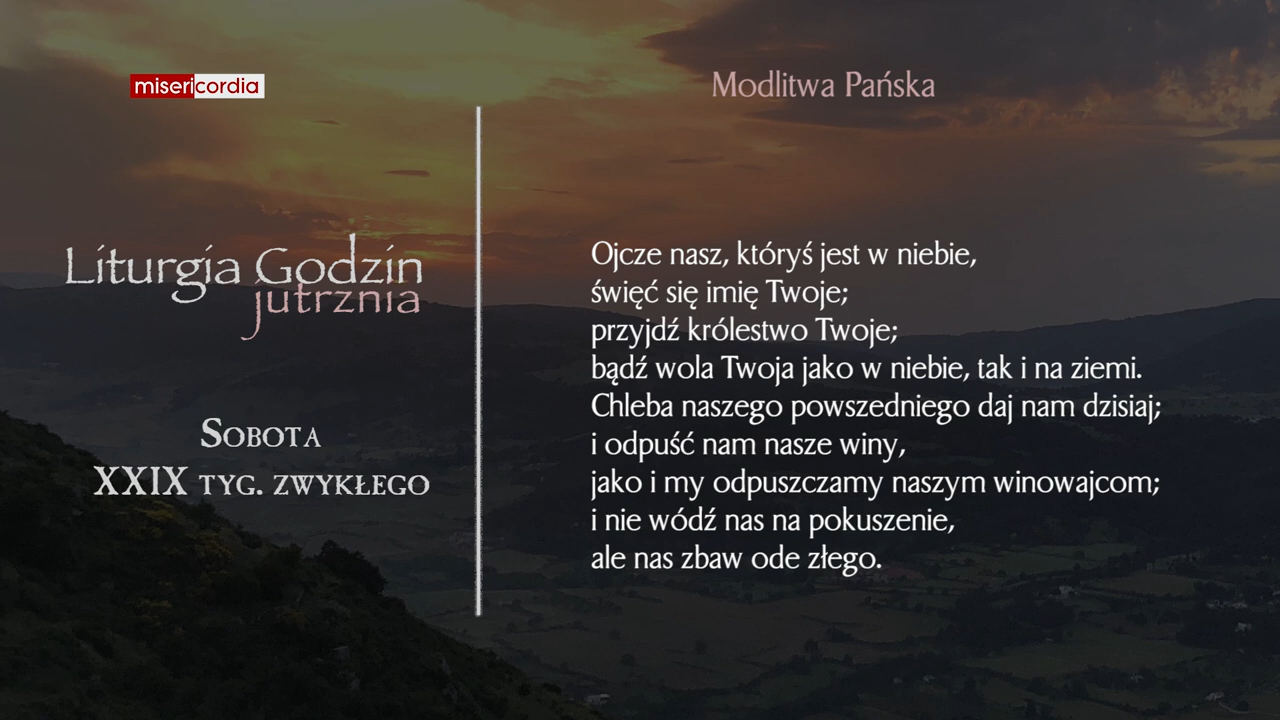 misericordia
Liturgia Godzin
jutrznia
Sobota
XXIX tyg. zwykłego
Modlitwa Pańska
Ojcze nasz, któryś jest w niebie,
święć się imię Twoje;
przyjdź królestwo Twoje;
bądź wola Twoja jako w niebie, tak i na ziemi.
Chleba naszego powszedniego daj nam dzisiaj;
i odpuść nam nasze winy,
jako i my odpuszczamy naszym winowajcom;
i nie wódź nas na pokuszenie,
ale nas zbaw ode złego.